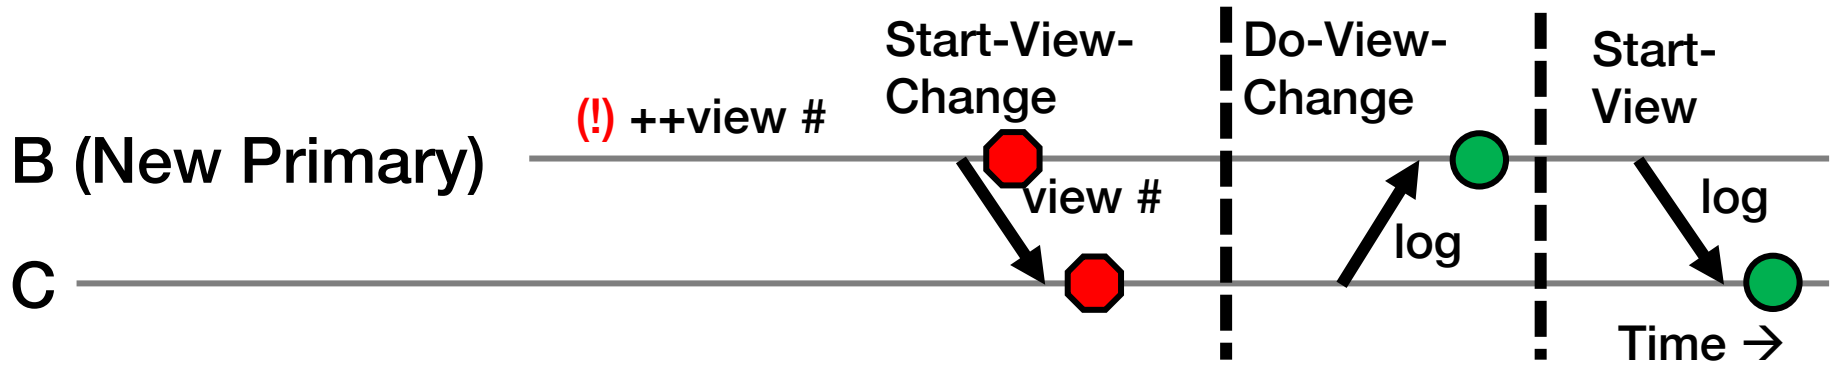 Start-View-
Change
Do-View-
Change
Start-
View
(!) ++view #
B (New Primary)
view #
log
log
C
Time →